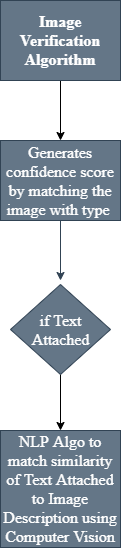 Image
Verification
Algorithm
Generates
confidence score
by matching the
image with type
if Text
Attached
NLP Algo to
match similarity
of Text Attached
to Image
Description using
Computer Vision